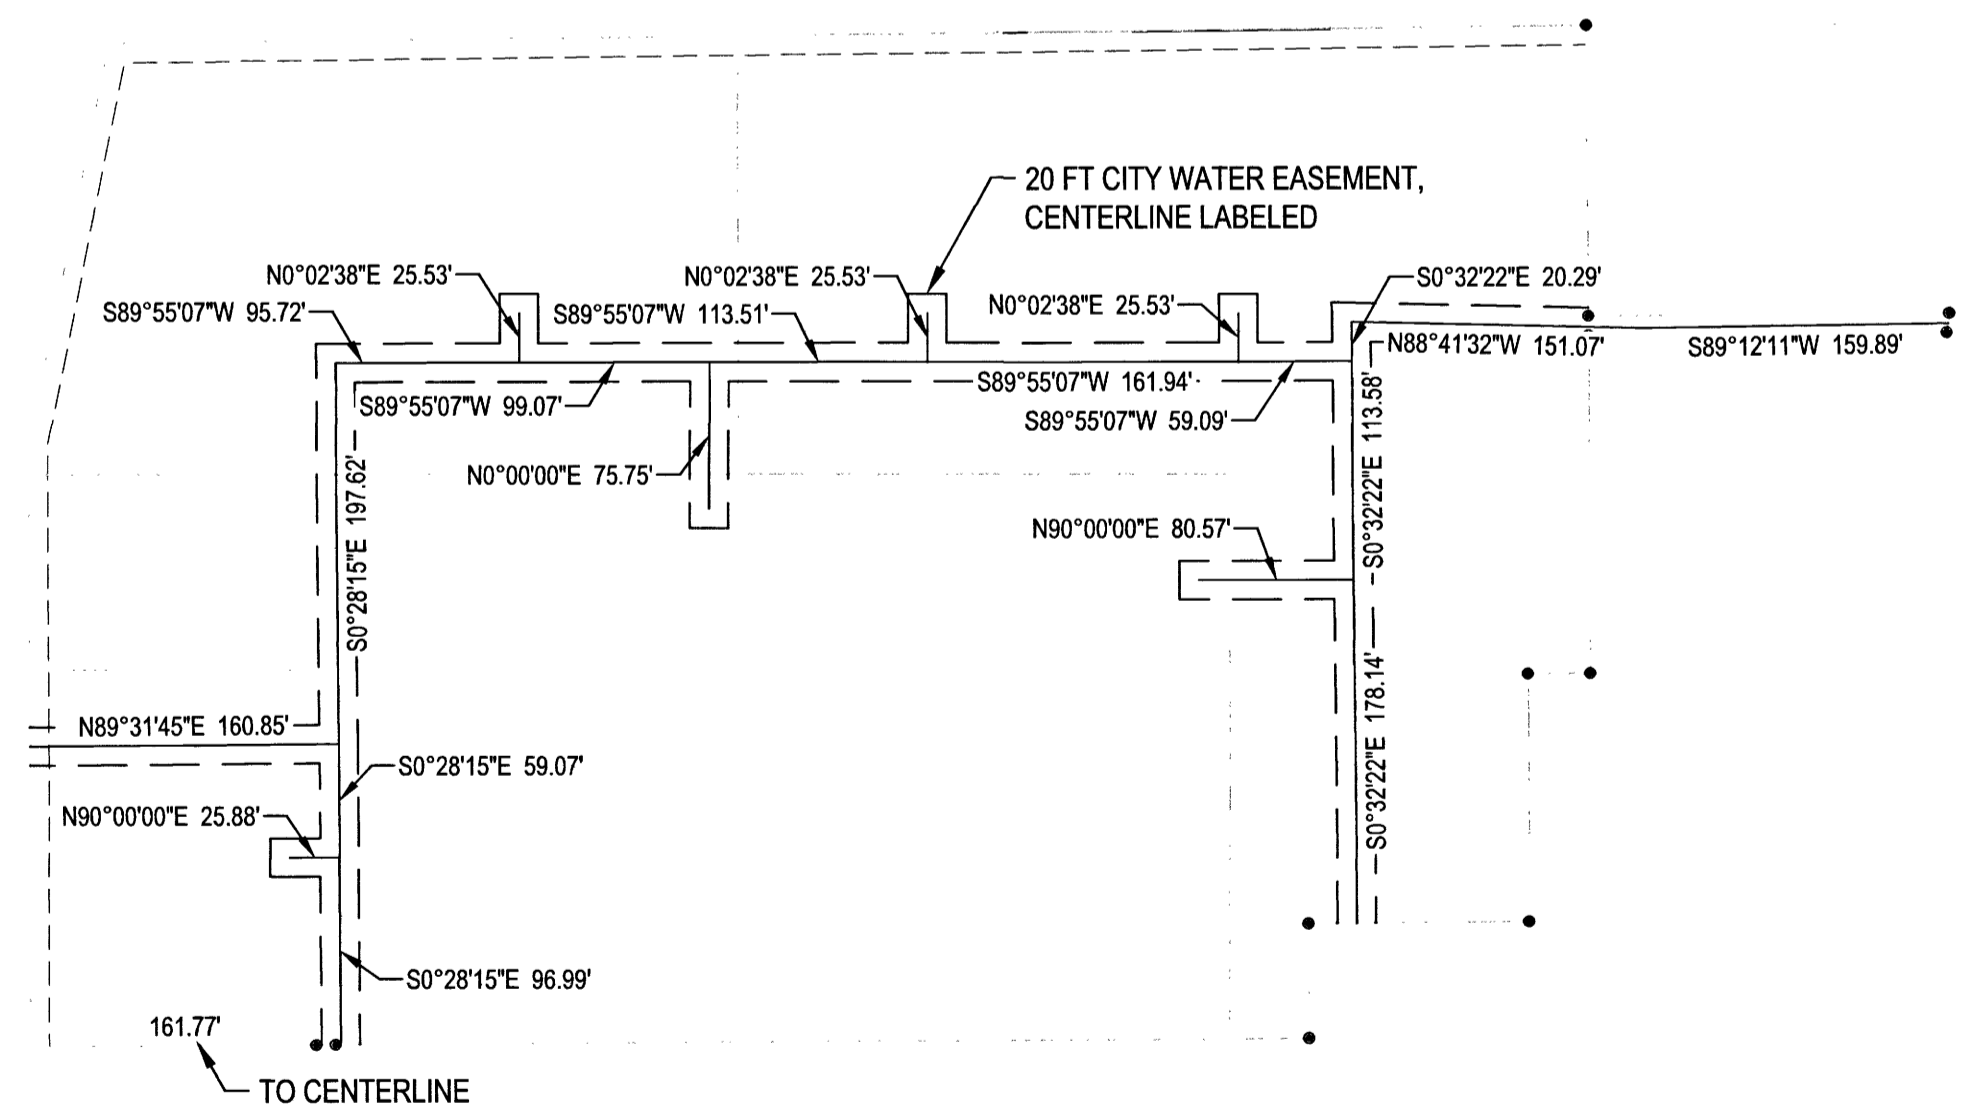 20 FT CITY WATER EASEMENT,
CENTERLINE LABELED
N0°02'38"E 25.53'
N0°02'38"E 25.53'
S0°32'22"E 20.29'
S89°55'07"W 95.72'
S89°55'07"W 113.51'
N0°02'38"E 25.53'
N88°41'32"W 151.07'
S89°12'11"W 159.89'
S89°55'07"W 99.07'
S89°55'07"W 161.94'
S89°55'07"W 59.09'
S0°32'22"E 113.58'
N0°00'00"E 75.75'
S0°28'15"E 197.62'
N90°00'00"E 80.57'
N89°31'45"E 160.85'
S0°32'22"E 178.14'
S0°28'15"E 59.07'
N90°00'00"E 25.88'
S0°28'15"E 96.99'
161.77'
TO CENTERLINE